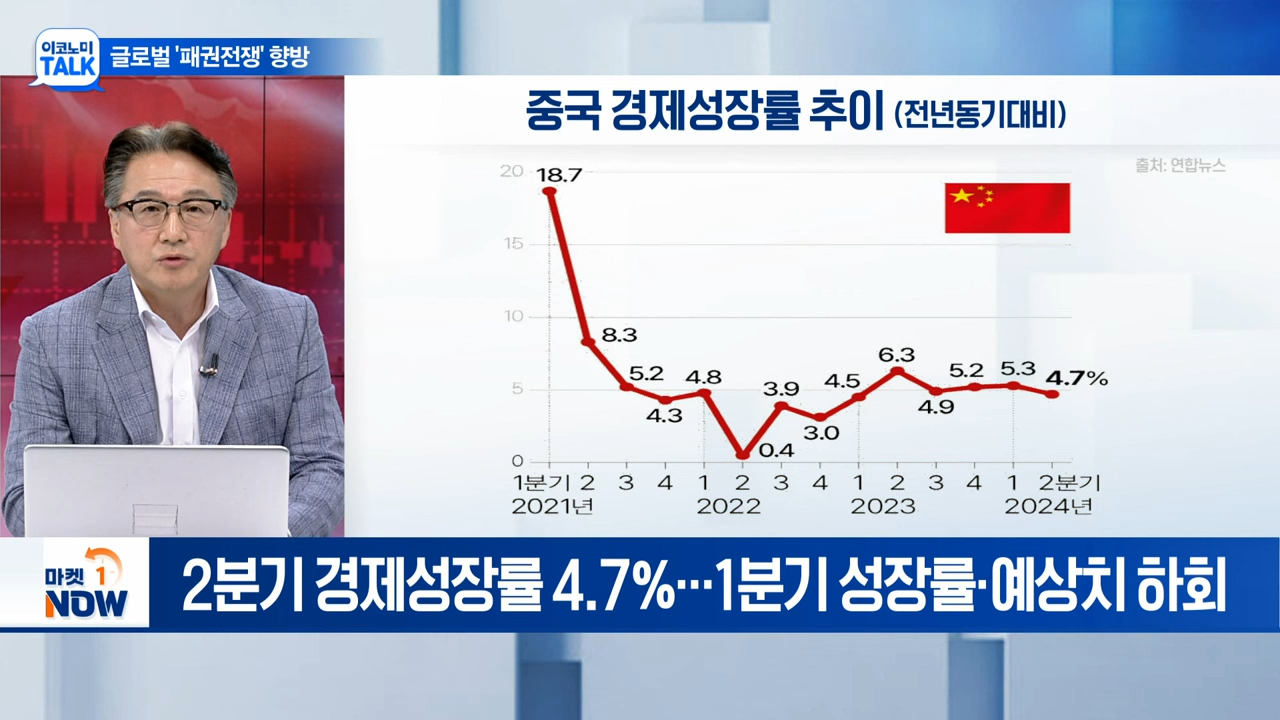 이코노미
TALK
글로벌 '패권전쟁' 향방
중국 경제성장률 추이 (전년동기대비)
출처: 연합뉴스
20
15
10
5
0
18.7
8.3
5.2
4.3
4.8
0.4
3.9
3.0
4.5
6.3
4.9
5.2
5.3
4.7%
1분기 2 3 4 1 2 3 4 1 2 3 4 1 2분기
2021년 2022 2023 2024년
마켓 1
NOW
2분기 경제성장률 4.7%…1분기 성장률·예상치 하회